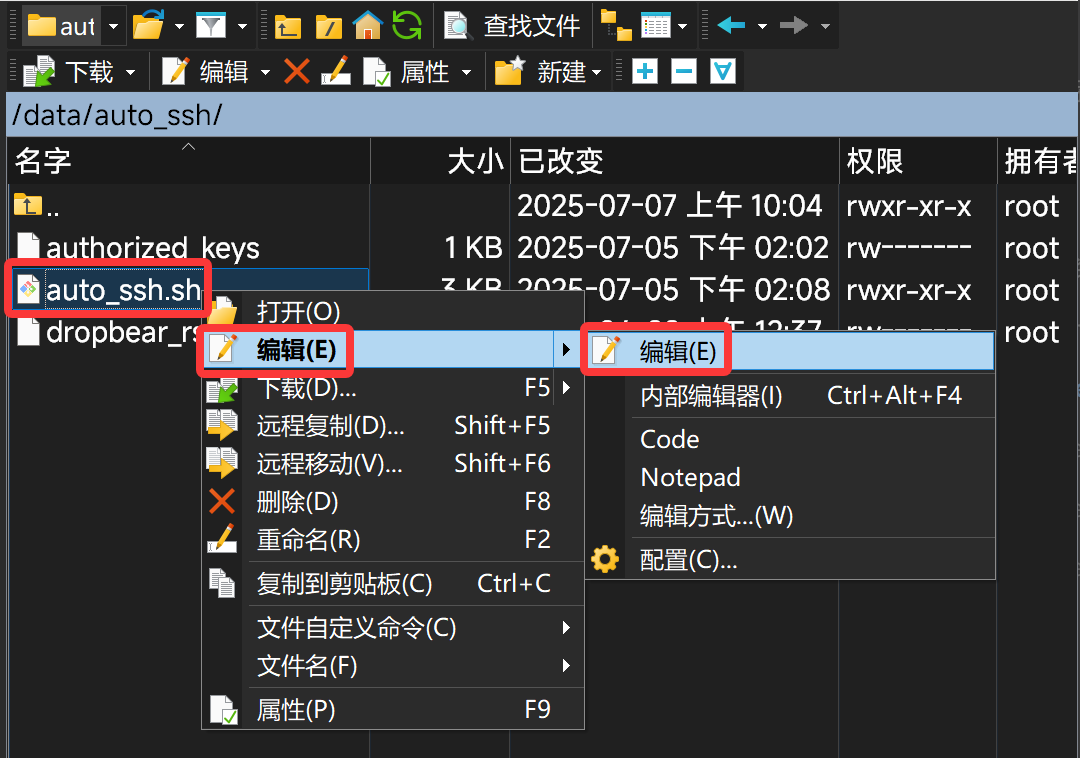 aut 查找文件
下载 编辑 属性 新建
/data/auto_ssh/
名字 大小 已改变 权限 拥有者
.. 2025-07-07 上午 10:04 rwxr-xr-x root
authorized_keys 1 KB 2025-07-05 下午 02:02 rw------- root
auto_ssh.sh 3 KB 2025-07-05 下午 02:08 rwxr-xr-x root
dropbear_rs 12:37 rw------- root
打开(O)
编辑(E)
下载(D)... F5
远程复制(D)... Shift+F5
远程移动(V)... Shift+F6
删除(D) F8
重命名(R) F2
复制到剪贴板(C) Ctrl+C
文件自定义命令(C)
文件名(F)
属性(P) F9
编辑(E)
内部编辑器(I) Ctrl+Alt+F4
Code
Notepad
编辑方式...(W)
配置(C)...